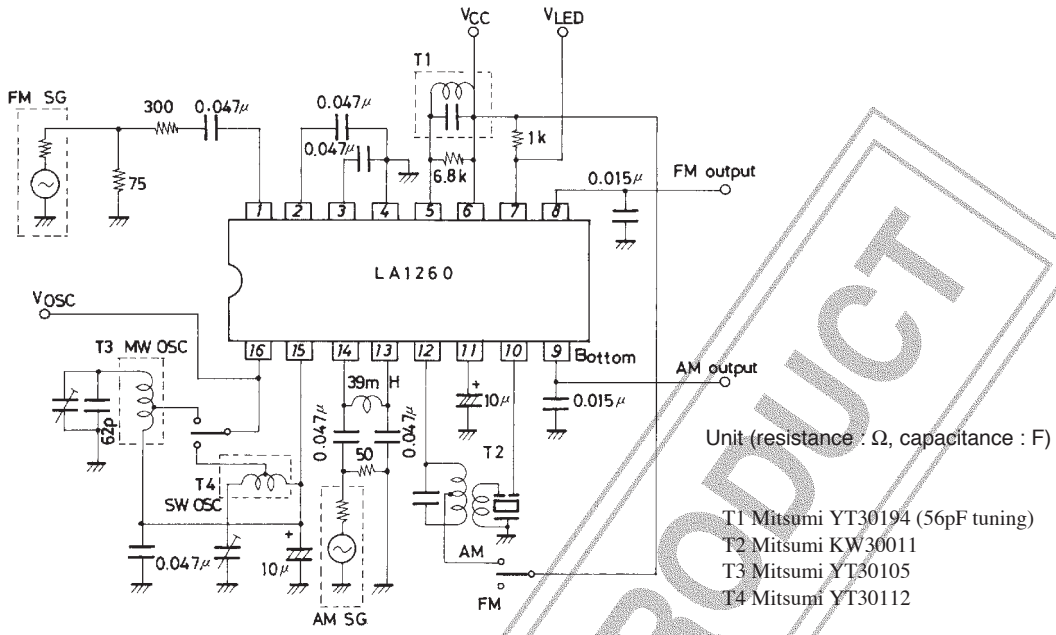 VCC
VLED
T1
FM SG
300
0.047μ
0.047μ
0.047μ
75
6.8k
1k
0.015μ
FM output
1 2 3 4 5 6 7 8
LA1260
VOSC
16 15 14 13 12 11 10 9
Bottom
T3 MW OSC
62p
39m H
0.047μ
0.047μ
50
+
10μ
AM output
0.015μ
T2
Unit (resistance : Ω, capacitance : F)
T4
SW OSC
0.047μ
+
10μ
AM SG
AM
FM
T1 Mitsumi YT30194 (56pF tuning)
T2 Mitsumi KW30011
T3 Mitsumi YT30105
T4 Mitsumi YT30112
PRODUCT